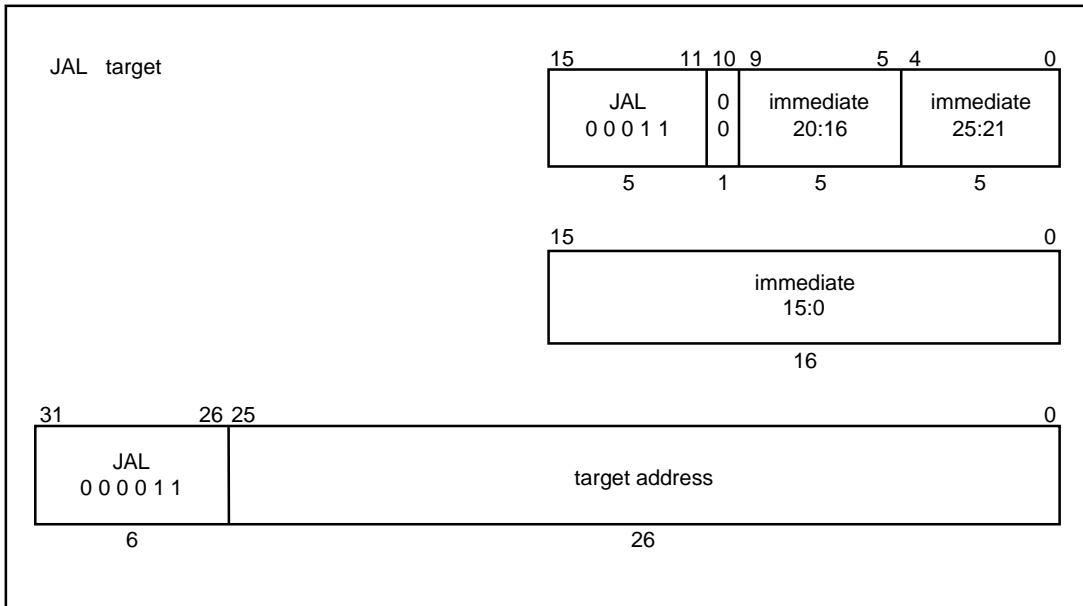 JAL target
15 11 10 9 5 4 0
JAL 0 immediate immediate
0 0 0 1 1 0 20:16 25:21
5 1 5 5
15 0
immediate
15:0
16
31 26 25 0
JAL
0 0 0 0 1 1
target address
6 26